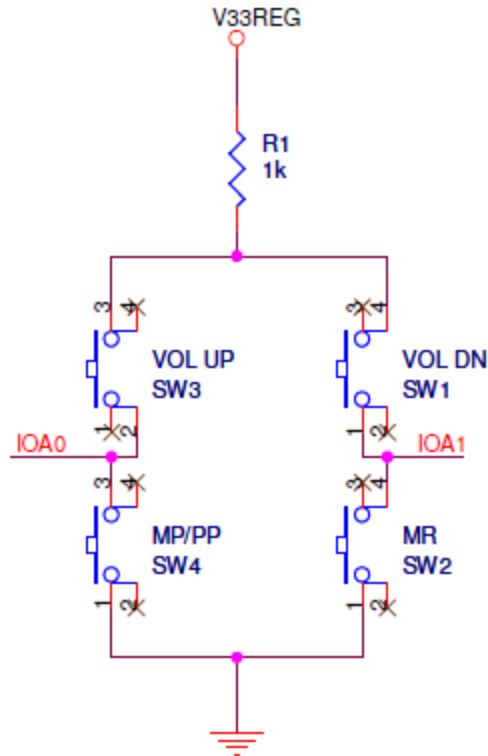 V33REG
R1
1k
3 4 3 4
VOL UP VOL DN
SW3 SW1
1 2 1 2
IOA0 IOA1
3 4 3 4
MP/PP MR
SW4 SW2
1 2 1 2